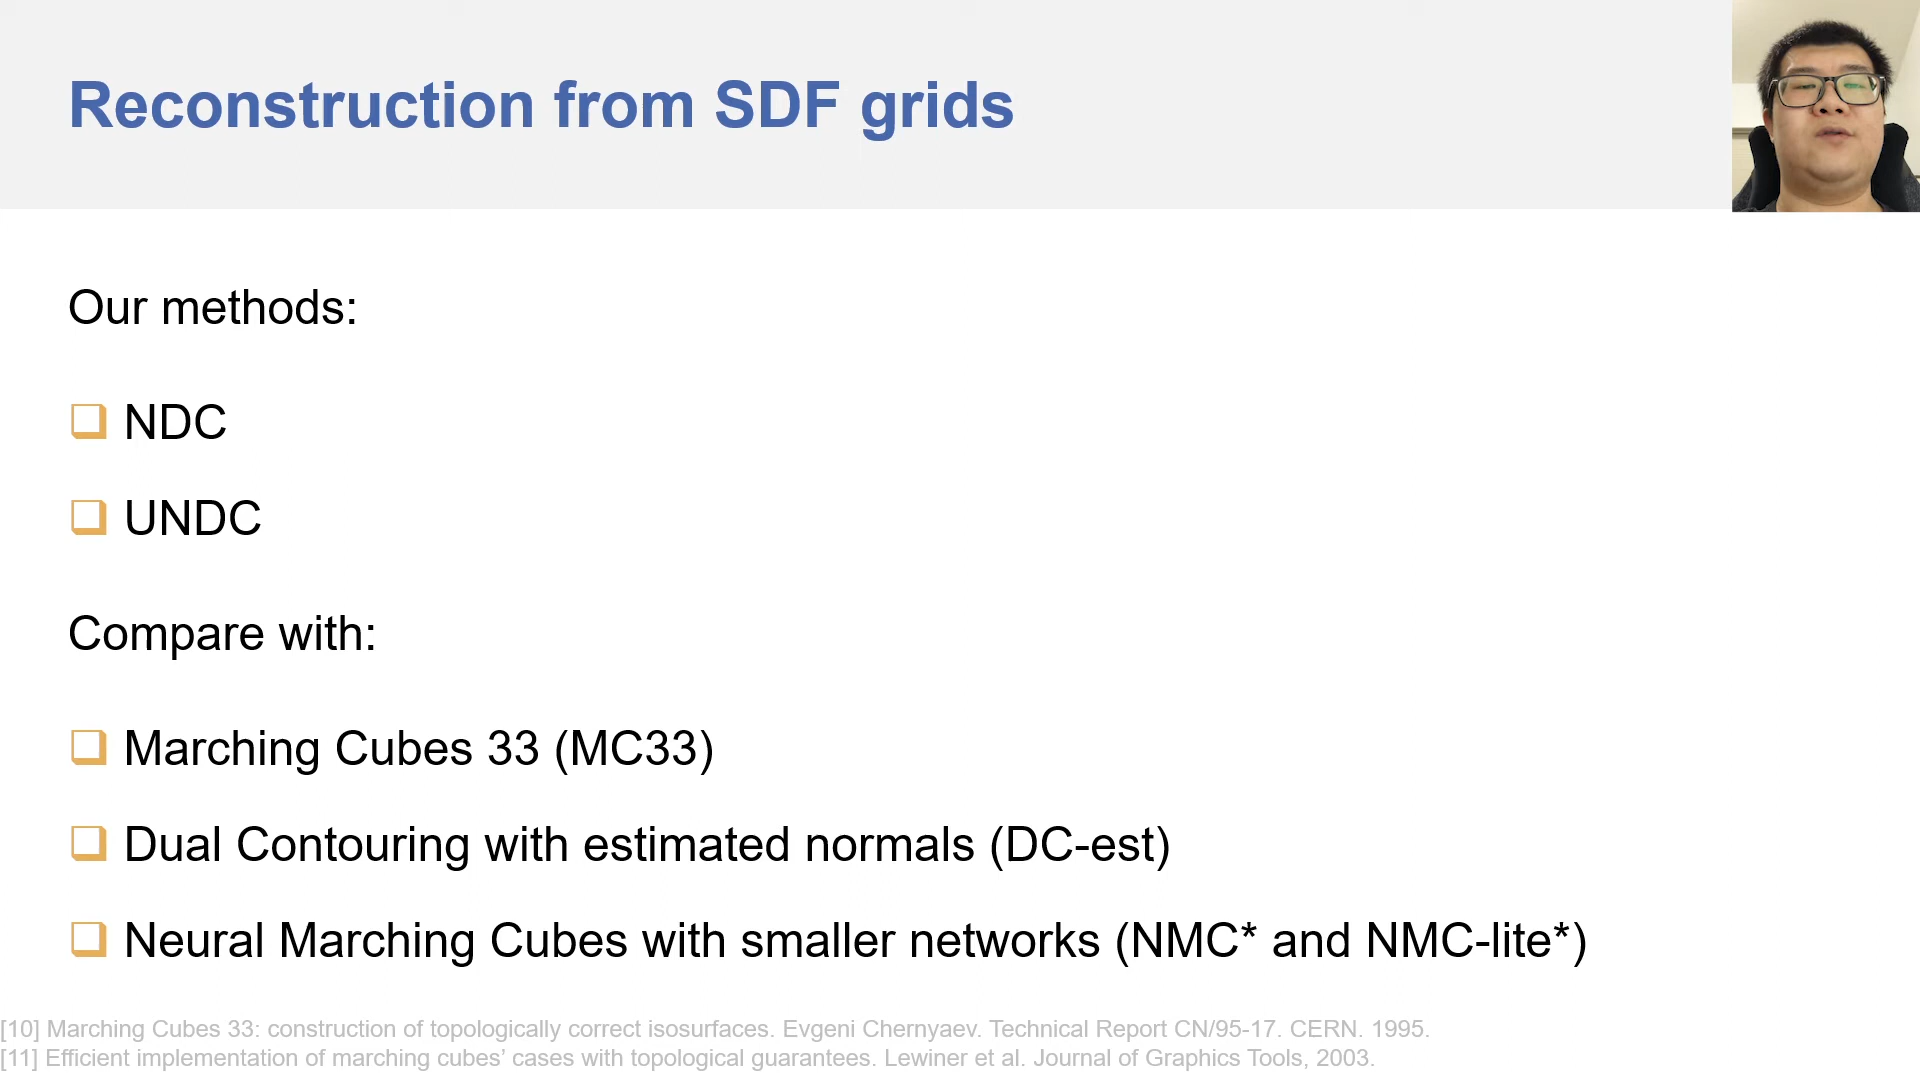 Reconstruction from SDF grids
Our methods:
NDC
UNDC
Compare with:
Marching Cubes 33 (MC33)
Dual Contouring with estimated normals (DC-est)
Neural Marching Cubes with smaller networks (NMC* and NMC-lite*)
[10] Marching Cubes 33: construction of topologically correct isosurfaces. Evgeni Chernyaev. Technical Report CN/95-17. CERN. 1995.
[11] Efficient implementation of marching cubes’ cases with topological guarantees. Lewiner et al. Journal of Graphics Tools, 2003.